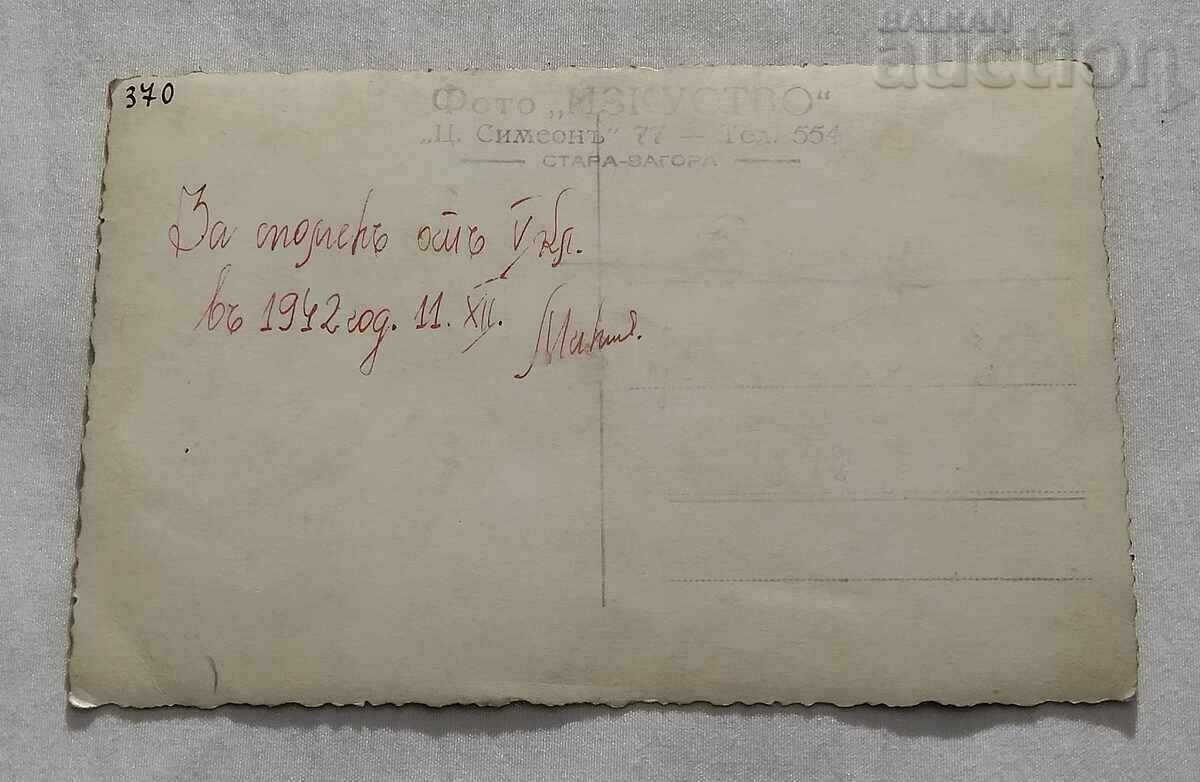 BALKAN
auction
370
Фото „ИЗКУСТВО“
„Ц. Симеонъ“ 77 — Тел. 554
СТАРА-ЗАГОРА
За споменъ отъ V кл.
въ 1942 год. 11. XII.